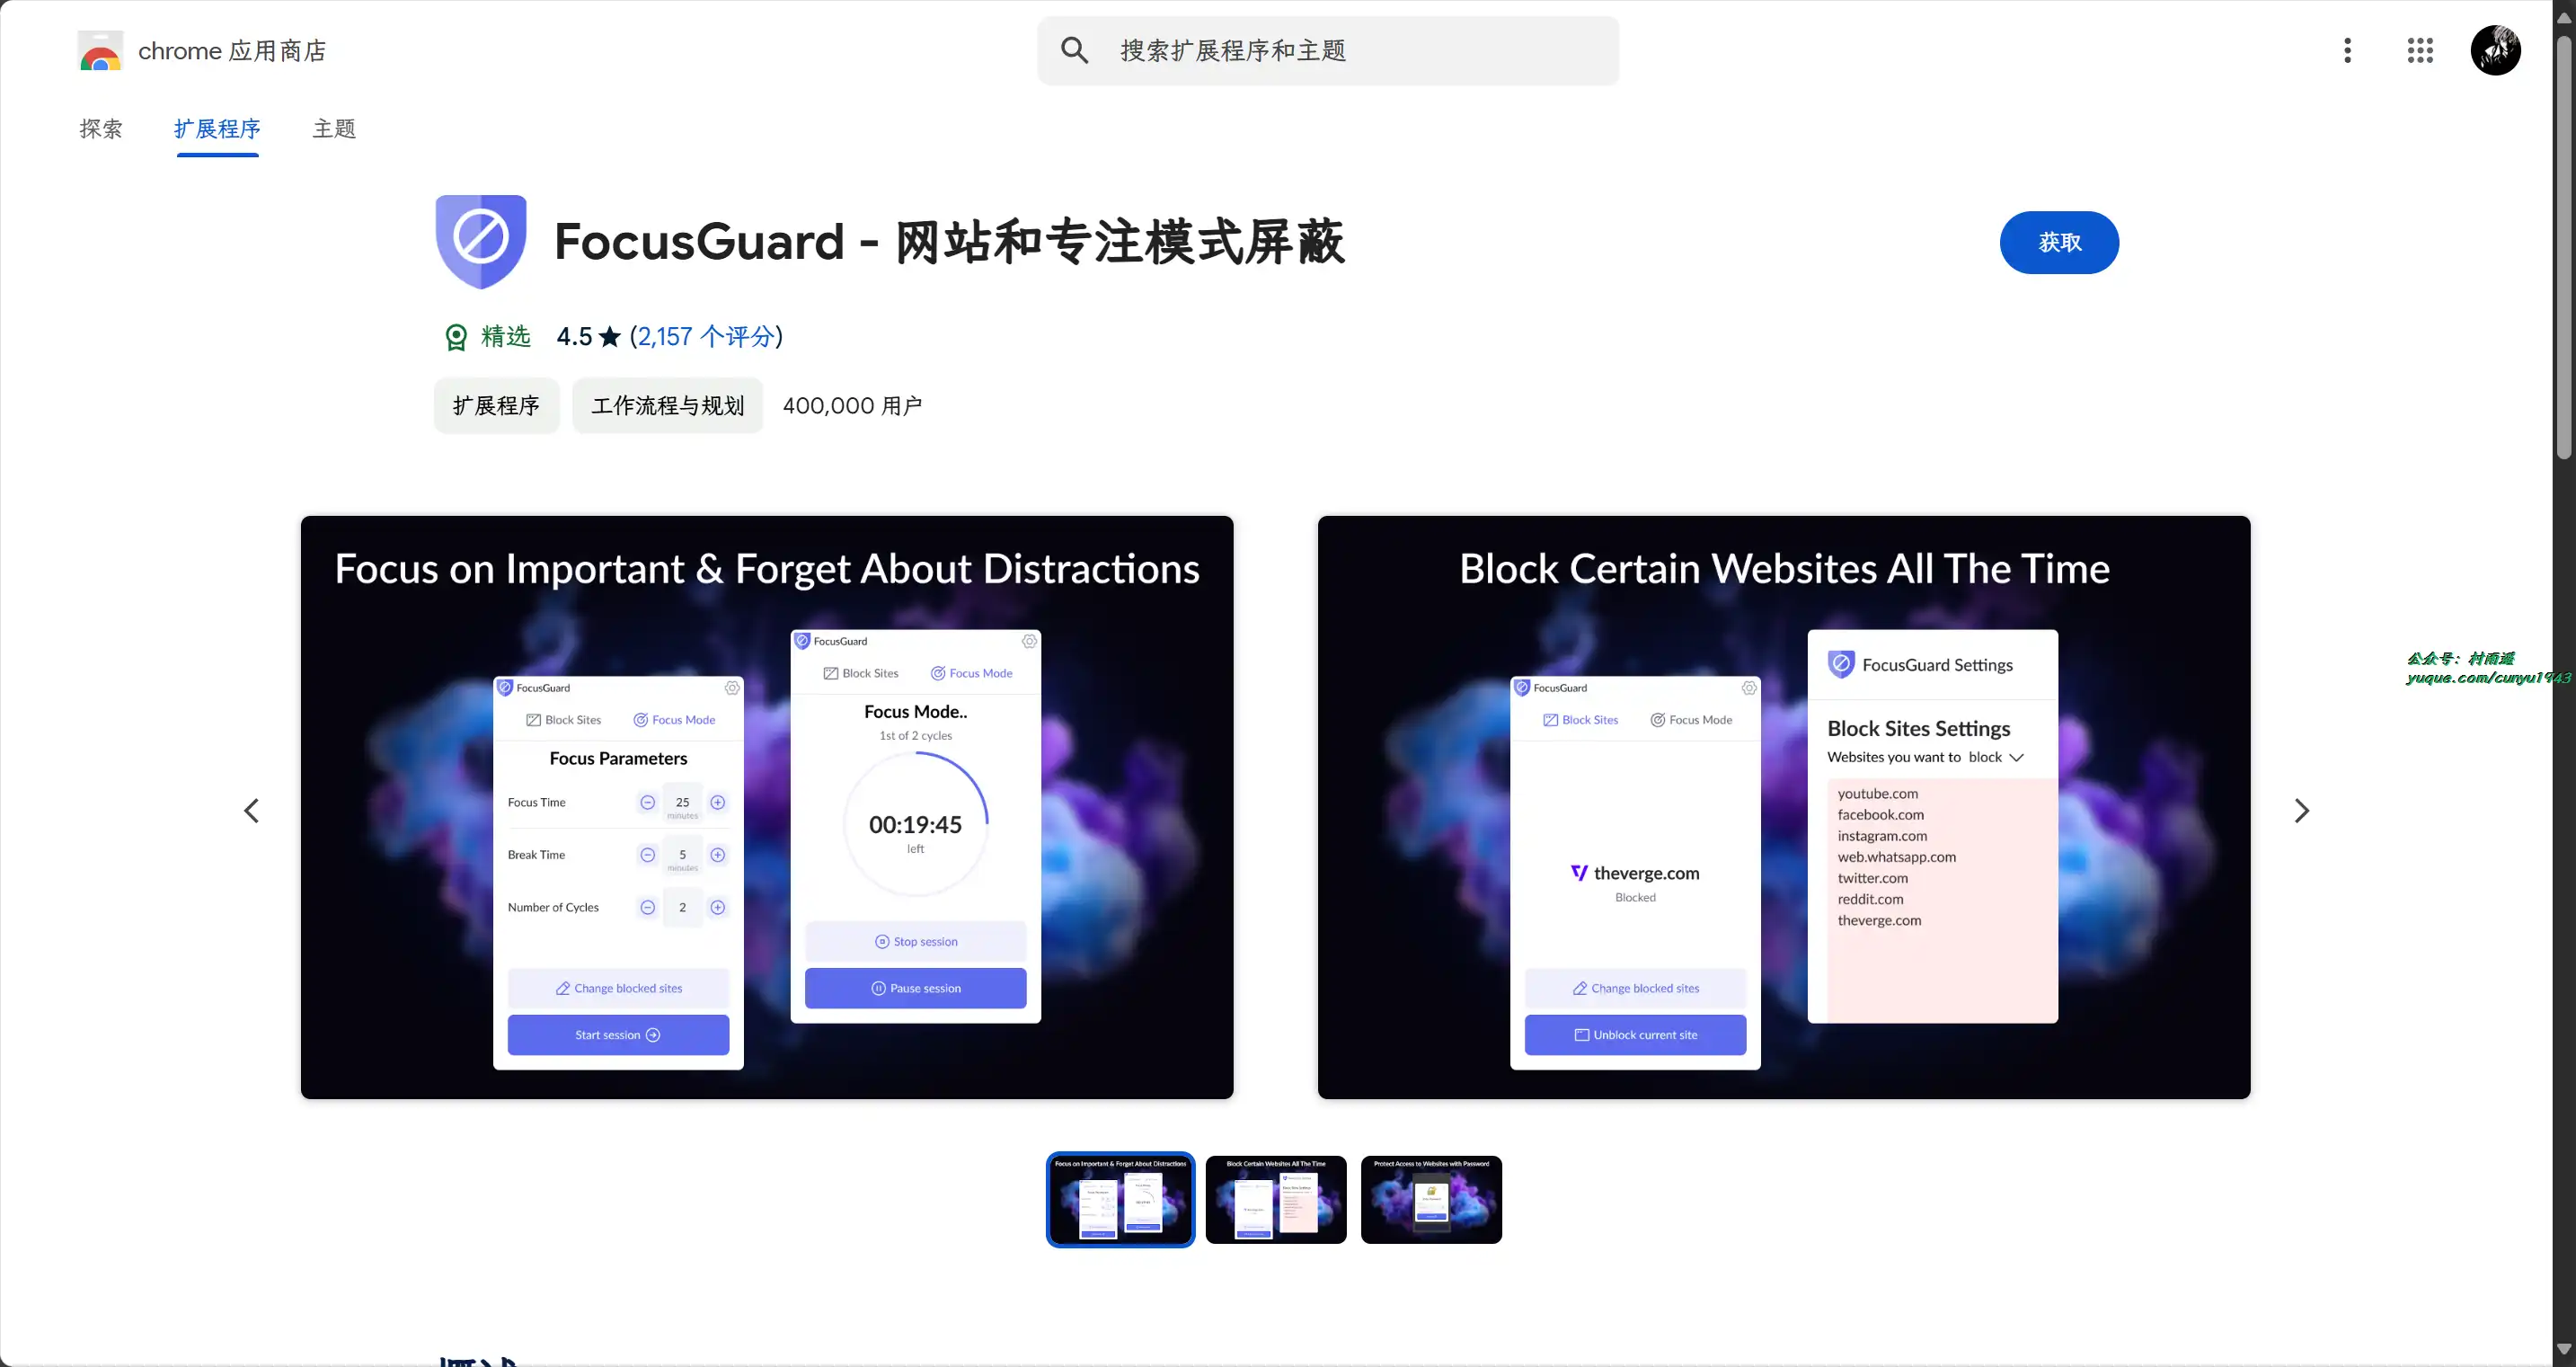 chrome 应用商店
搜索扩展程序和主题
探索
扩展程序
主题
FocusGuard - 网站和专注模式屏蔽
获取
精选
4.5 ★ (2,157 个评分)
扩展程序
工作流程与规划
400,000 用户
Focus on Important & Forget About Distractions
FocusGuard
Block Sites
Focus Mode
Focus Parameters
Focus Time
25
minutes
Break Time
5
minutes
Number of Cycles
2
Change blocked sites
Start session
FocusGuard
Block Sites
Focus Mode
Focus Mode..
1st of 2 cycles
00:19:45
left
Stop session
Pause session
Block Certain Websites All The Time
FocusGuard
Block Sites
Focus Mode
theverge.com
Blocked
Change blocked sites
Unblock current site
FocusGuard Settings
Block Sites Settings
Websites you want to block
youtube.com
facebook.com
instagram.com
web.whatsapp.com
twitter.com
reddit.com
theverge.com
公众号：村雨遥
yuque.com/cunyu1943
Focus on Important & Forget About Distractions
Block Certain Websites All The Time
Protect Access to Websites with Password